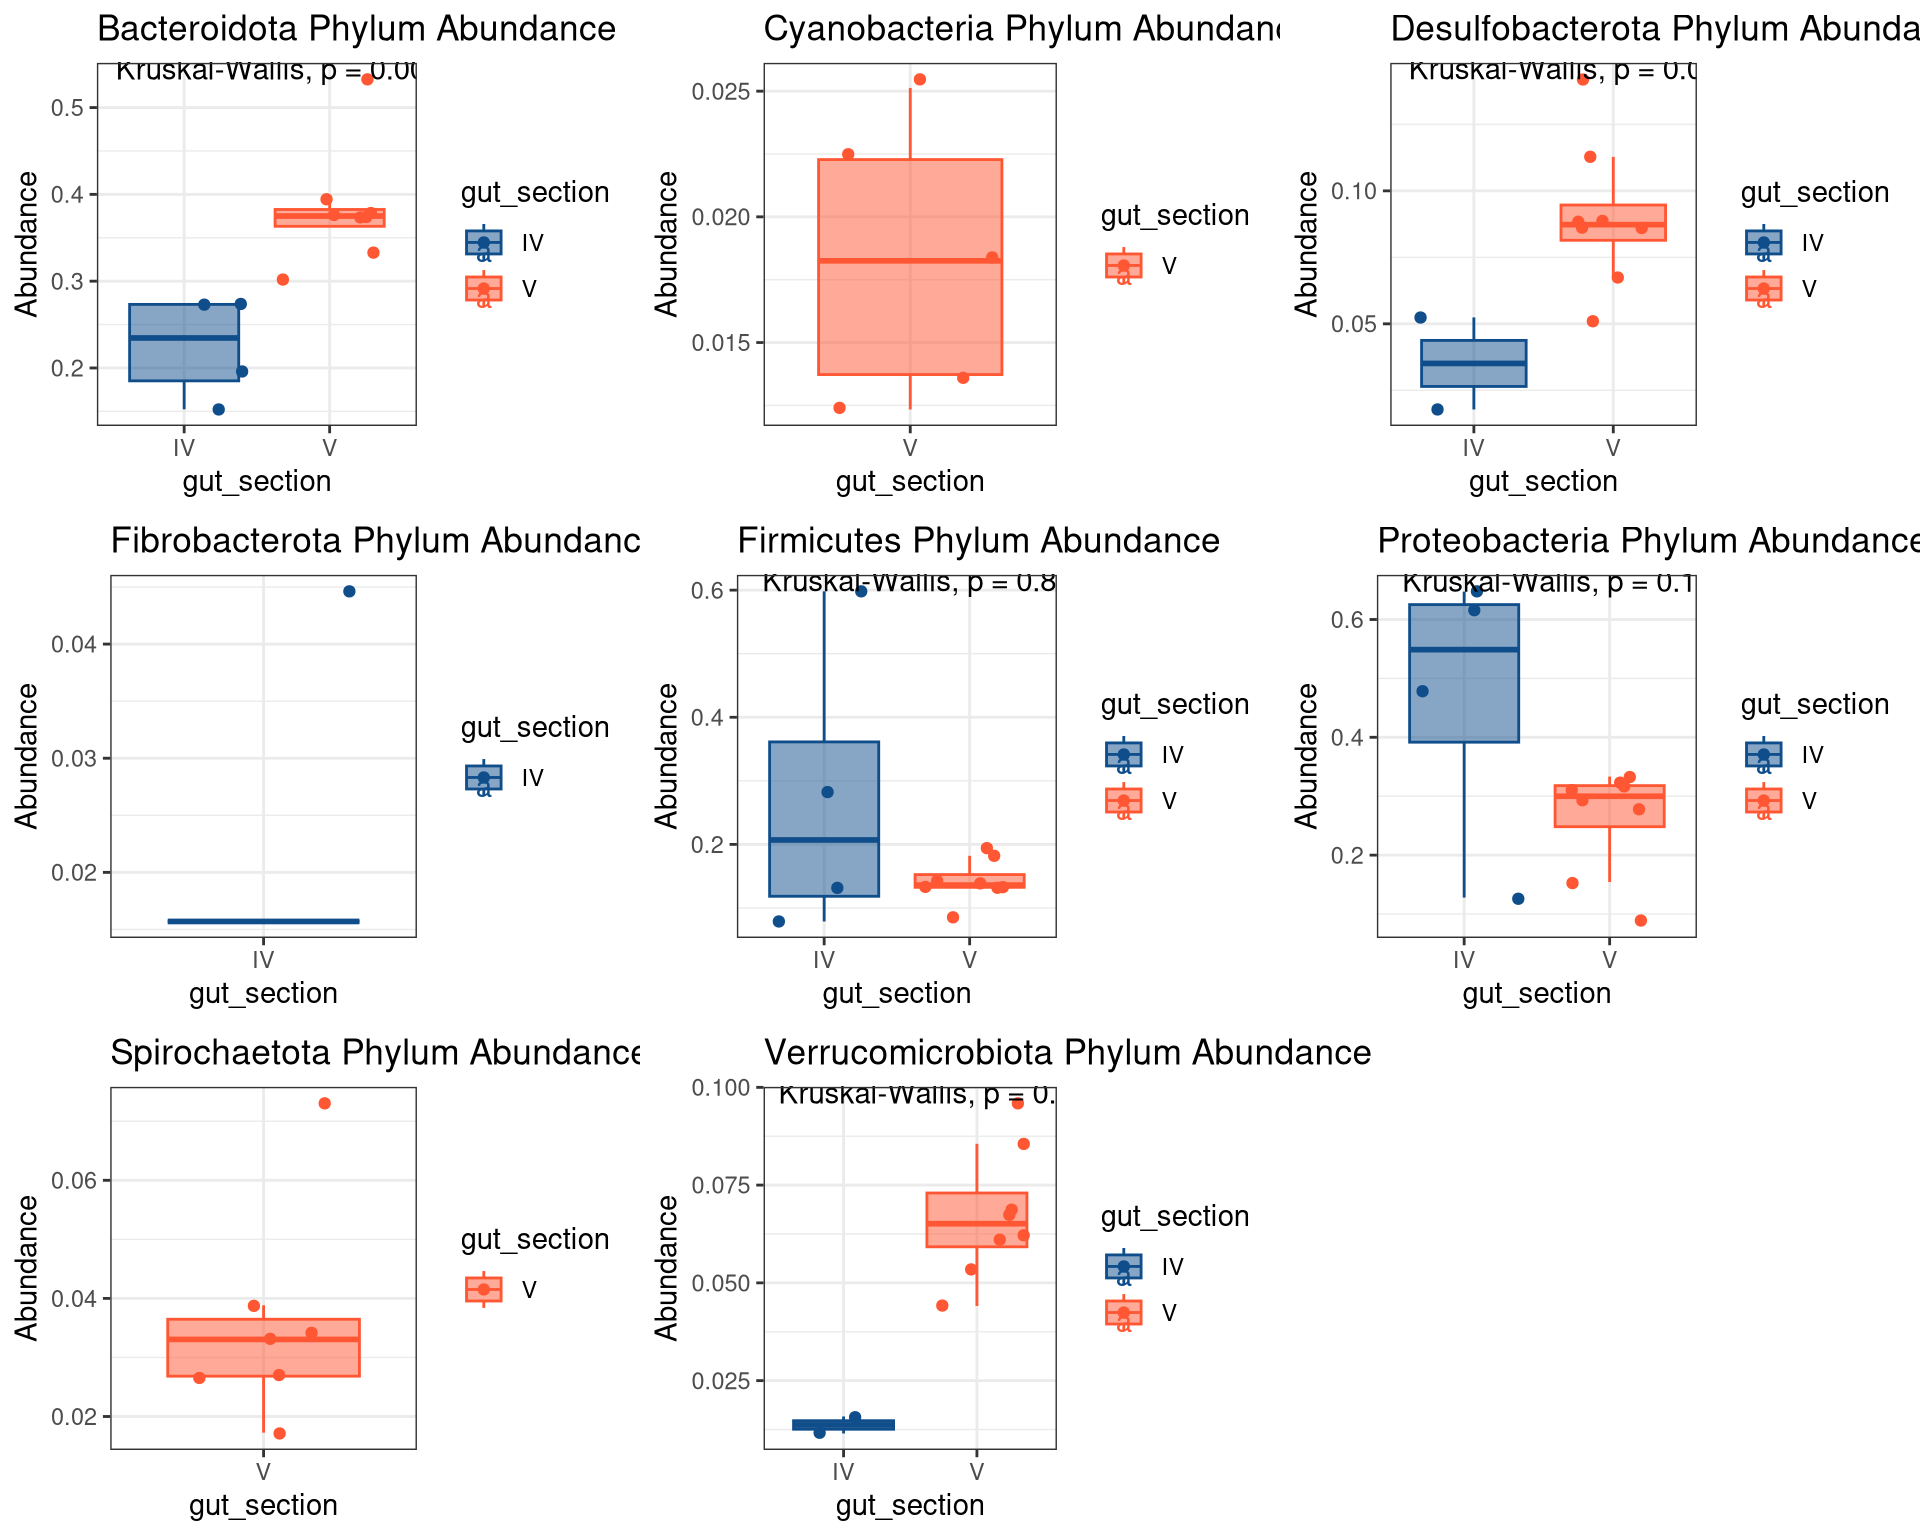 Bacteroidota Phylum Abundance
Kruskal-Wallis, p = 0.00
0.5
0.4
0.3
0.2
Abundance
IV
V
gut_section
gut_section
a
IV
a
V
Cyanobacteria Phylum Abundanc
0.025
0.020
0.015
Abundance
V
gut_section
gut_section
a
V
Desulfobacterota Phylum Abunda
Kruskal-Wallis, p = 0.0
0.10
0.05
Abundance
IV
V
gut_section
gut_section
a
IV
a
V
Fibrobacterota Phylum Abundanc
0.04
0.03
0.02
Abundance
IV
gut_section
gut_section
a
IV
Firmicutes Phylum Abundance
Kruskal-Wallis, p = 0.8
0.6
0.4
0.2
Abundance
IV
V
gut_section
gut_section
a
IV
a
V
Proteobacteria Phylum Abundance
Kruskal-Wallis, p = 0.1
0.6
0.4
0.2
Abundance
IV
V
gut_section
gut_section
a
IV
a
V
Spirochaetota Phylum Abundance
0.06
0.04
0.02
Abundance
V
gut_section
gut_section
V
Verrucomicrobiota Phylum Abundance
Kruskal-Wallis, p = 0.
0.100
0.075
0.050
0.025
Abundance
IV
V
gut_section
gut_section
a
IV
a
V